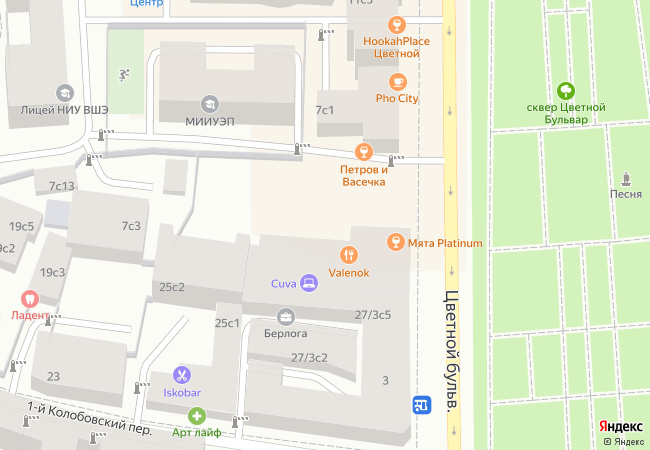 Центр
11с3
HookahPlace
Цветной
Pho City
сквер Цветной
Бульвар
Лицей НИУ ВШЭ
МИИУЭП
7с1
Петров и
Васечка
7с13
Песня
19с5
7с3
9с2
Мята Platinum
19с3
Valenok
Cuva
25с2
Ладент
25с1
27/3с5
Берлога
Цветной бульв.
27/3с2
23
Iskobar
3
1-й Колобовский пер.
Арт лайф
Яндекс
© Яндекс